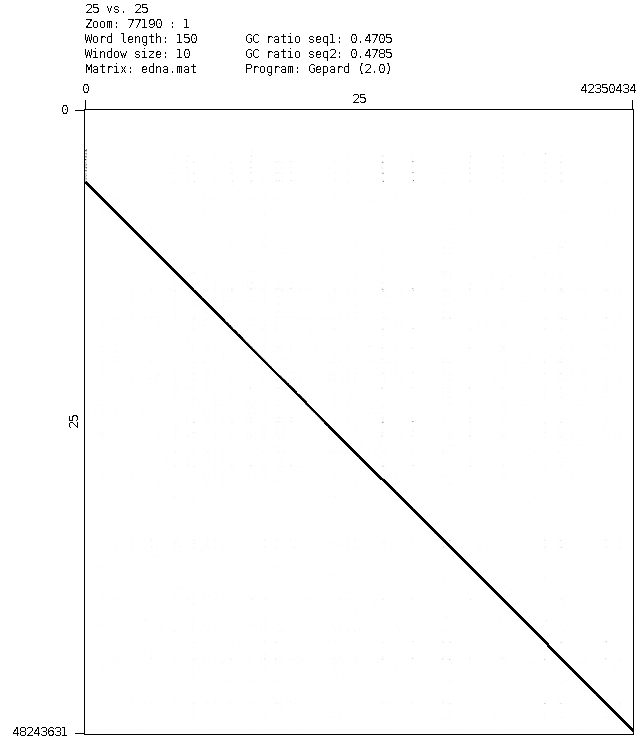 25 vs. 25
Zoom: 77190 : 1
Word length: 150 GC ratio seq1: 0.4705
Window size: 10 GC ratio seq2: 0.4785
Matrix: edna.mat Program: Gepard (2.0)
0 25 42350434
0
25
48243631